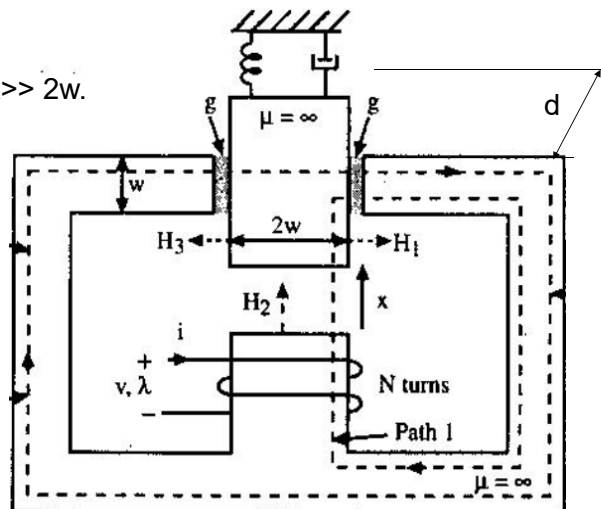 >> 2w.
d
g
μ = ∞
g
w
2w
H₃
H₁
H₂
x
i
+
v, λ
−
N turns
Path 1
μ = ∞